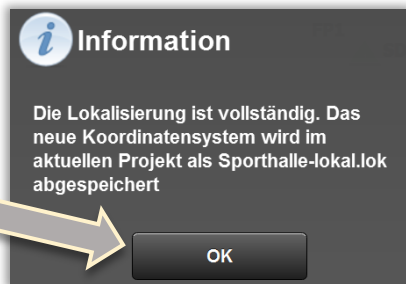 Information
Die Lokalisierung ist vollständig. Das
neue Koordinatensystem wird im
aktuellen Projekt als Sporthalle-lokal.lok
abgespeichert
OK